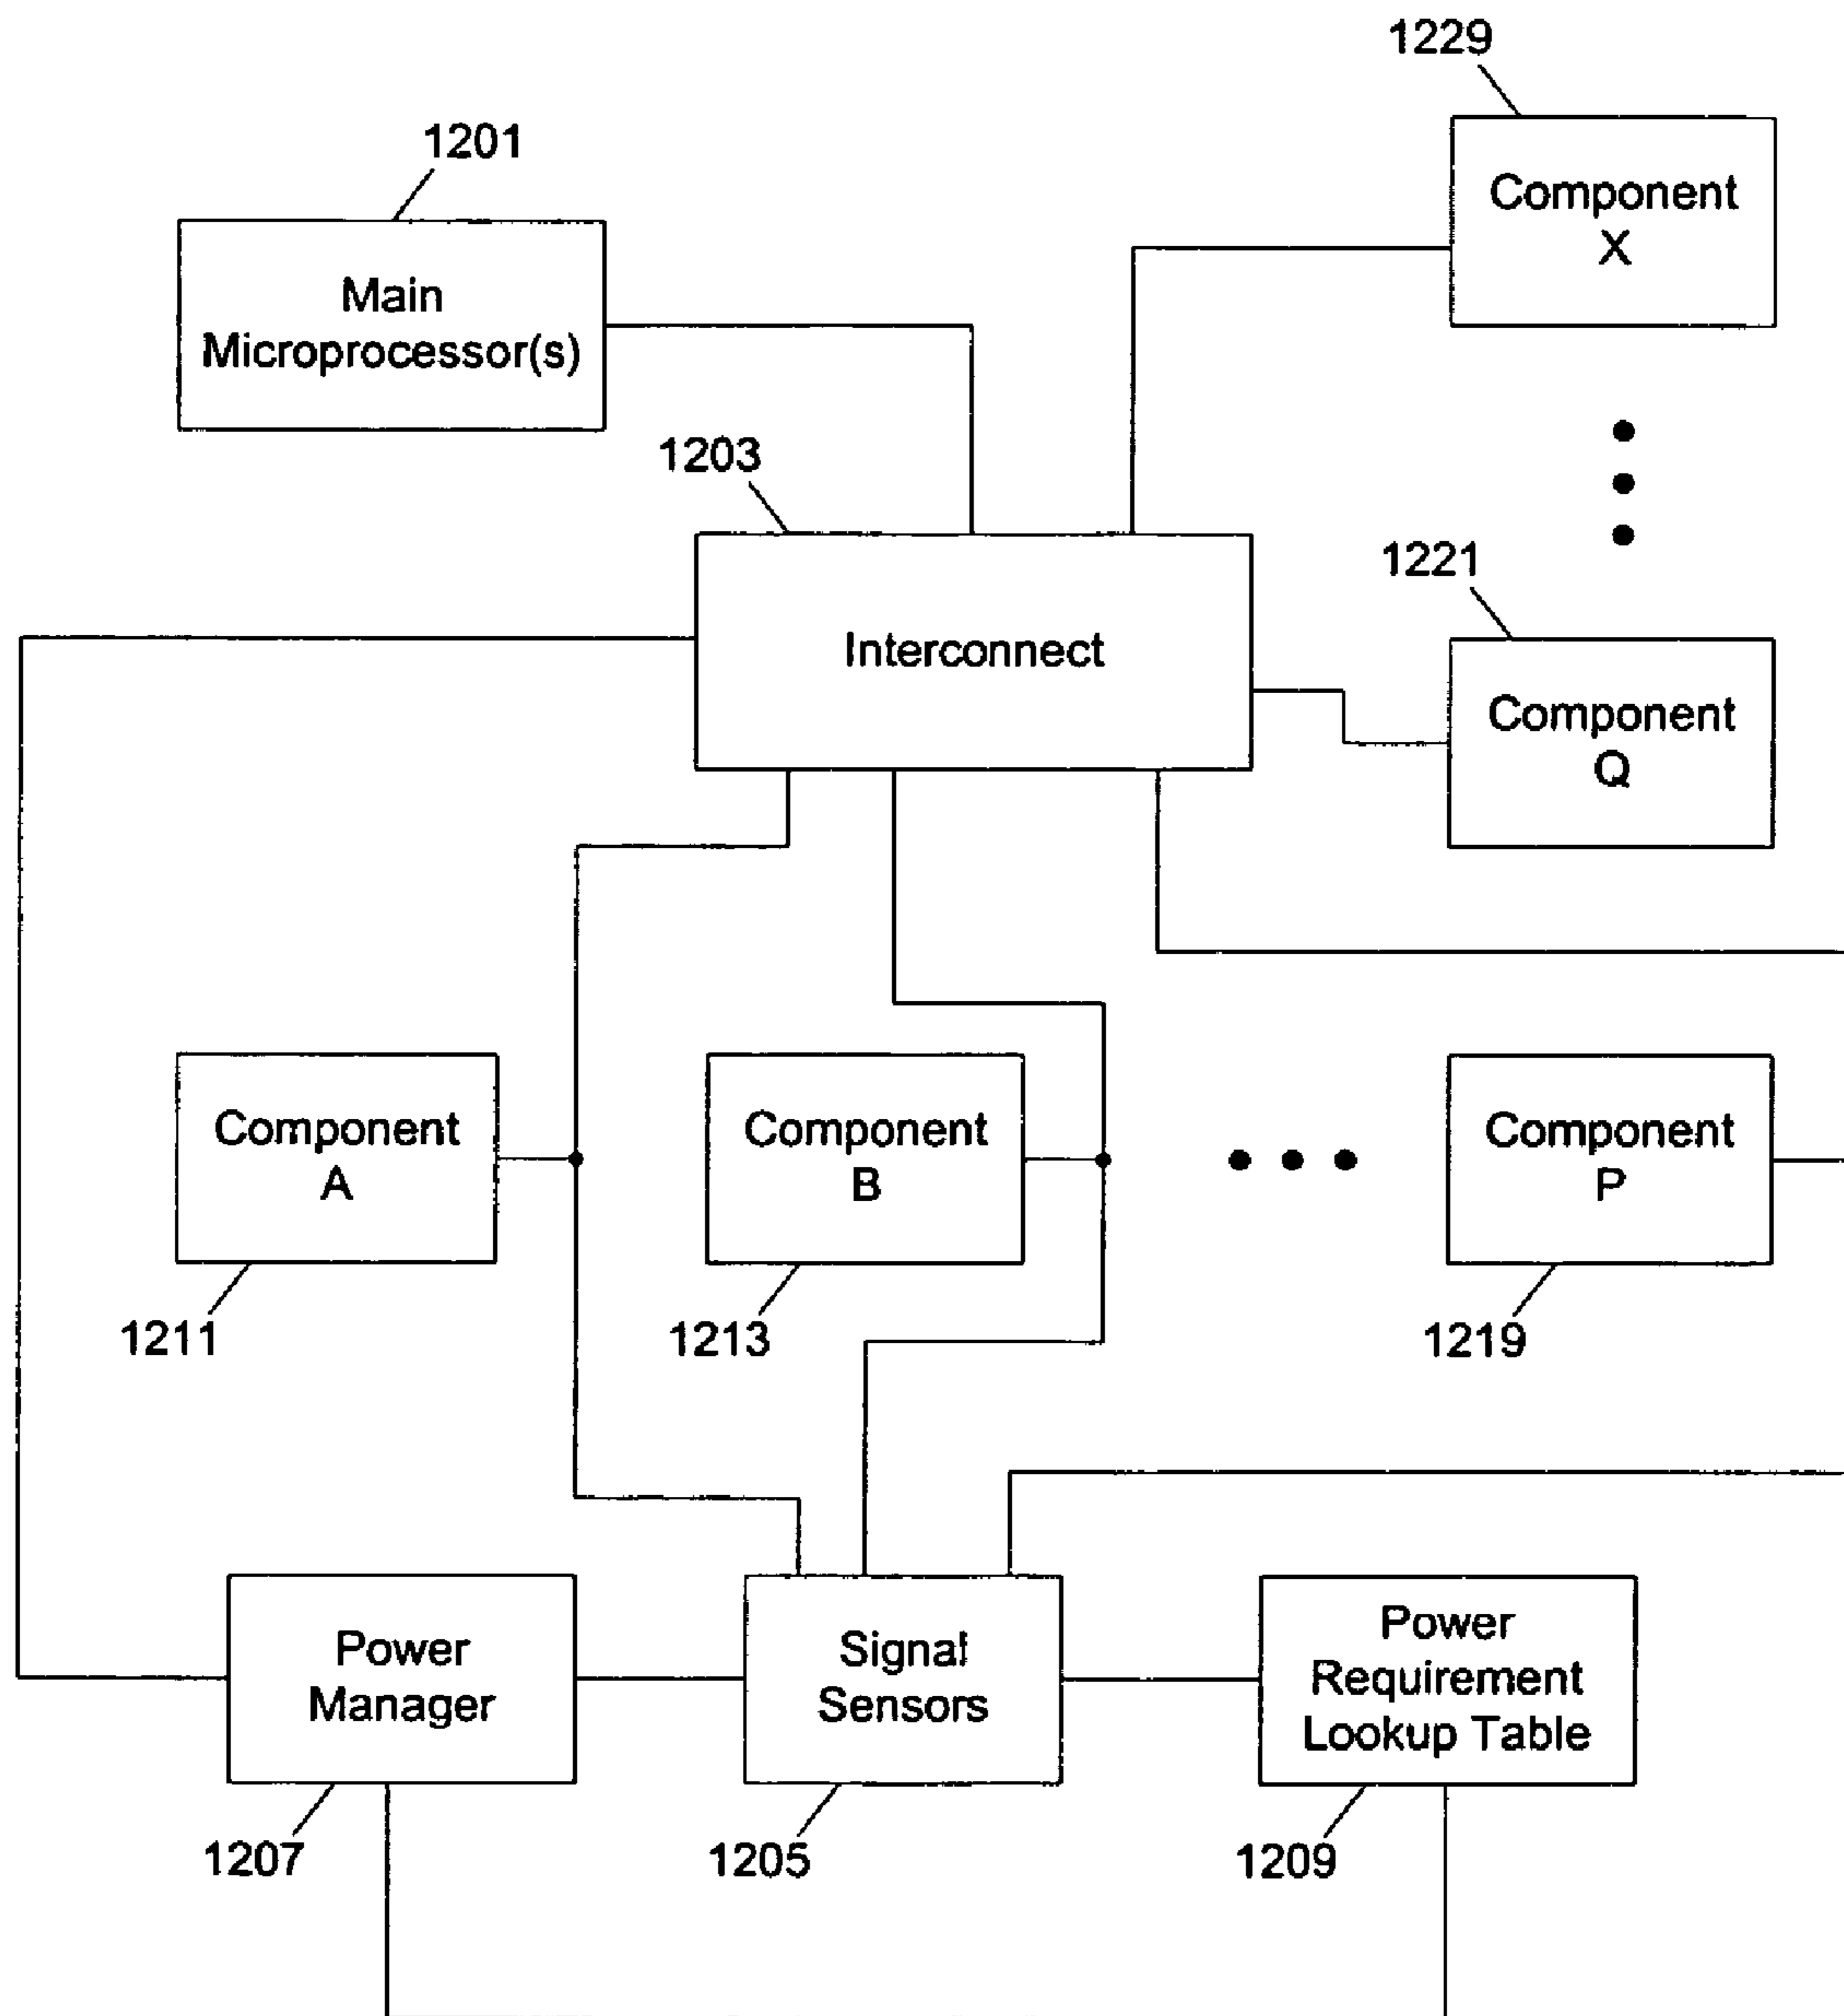 1229
1201
Component
X
Main
Microprocessor(s)
1203
1221
Interconnect
Component
Q
Component
A
Component
B
Component
P
1211
1213
1219
Power
Manager
Signal
Sensors
Power
Requirement
Lookup Table
1207
1205
1209